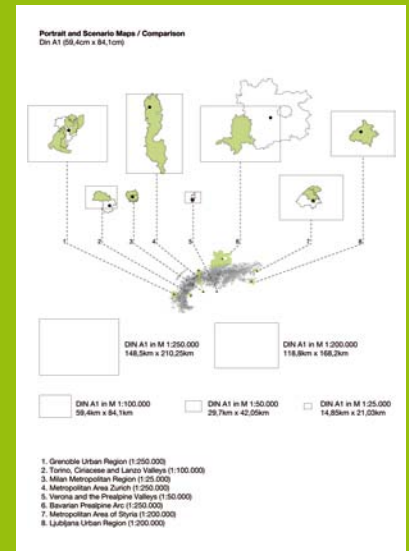 Portrait and Scenario Maps / Comparison
Din A1 (59,4cm x 84,1cm)
1. 2. 3. 4. 5. 6. 7. 8.
DIN A1 in M 1:250.000
148,5km x 210,25km
DIN A1 in M 1:200.000
118,8km x 168,2km
DIN A1 in M 1:100.000
59,4km x 84,1km
DIN A1 in M 1:50.000
29,7km x 42,05km
DIN A1 in M 1:25.000
14,85km x 21,03km
1. Grenoble Urban Region (1:250.000)
2. Torino, Ciriacese and Lanzo Valleys (1:100.000)
3. Milan Metropolitan Region (1:25.000)
4. Metropolitan Area Zurich (1:250.000)
5. Verona and the Prealpine Valleys (1:50.000)
6. Bavarian Prealpine Arc (1:250.000)
7. Metropolitan Area of Styria (1:200.000)
8. Ljubljana Urban Region (1:200.000)